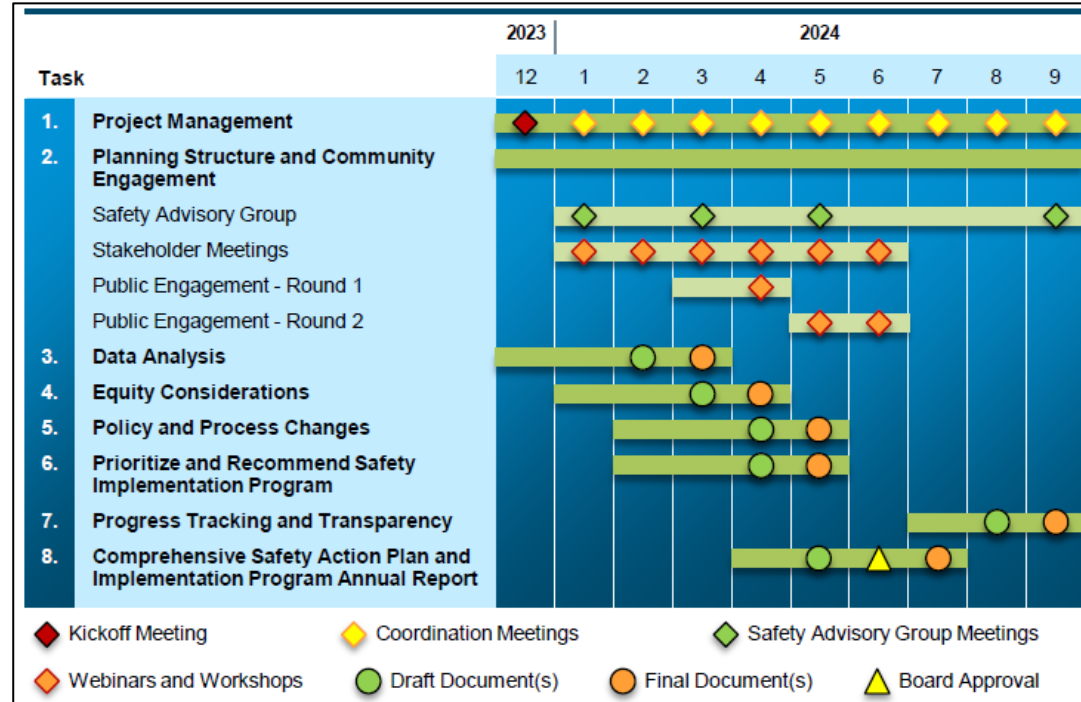 2023 2024
Task 12 1 2 3 4 5 6 7 8 9
1. Project Management
2. Planning Structure and Community
Engagement
Safety Advisory Group
Stakeholder Meetings
Public Engagement - Round 1
Public Engagement - Round 2
3. Data Analysis
4. Equity Considerations
5. Policy and Process Changes
6. Prioritize and Recommend Safety
Implementation Program
7. Progress Tracking and Transparency
8. Comprehensive Safety Action Plan and
Implementation Program Annual Report
Kickoff Meeting Coordination Meetings Safety Advisory Group Meetings
Webinars and Workshops Draft Document(s) Final Document(s) Board Approval